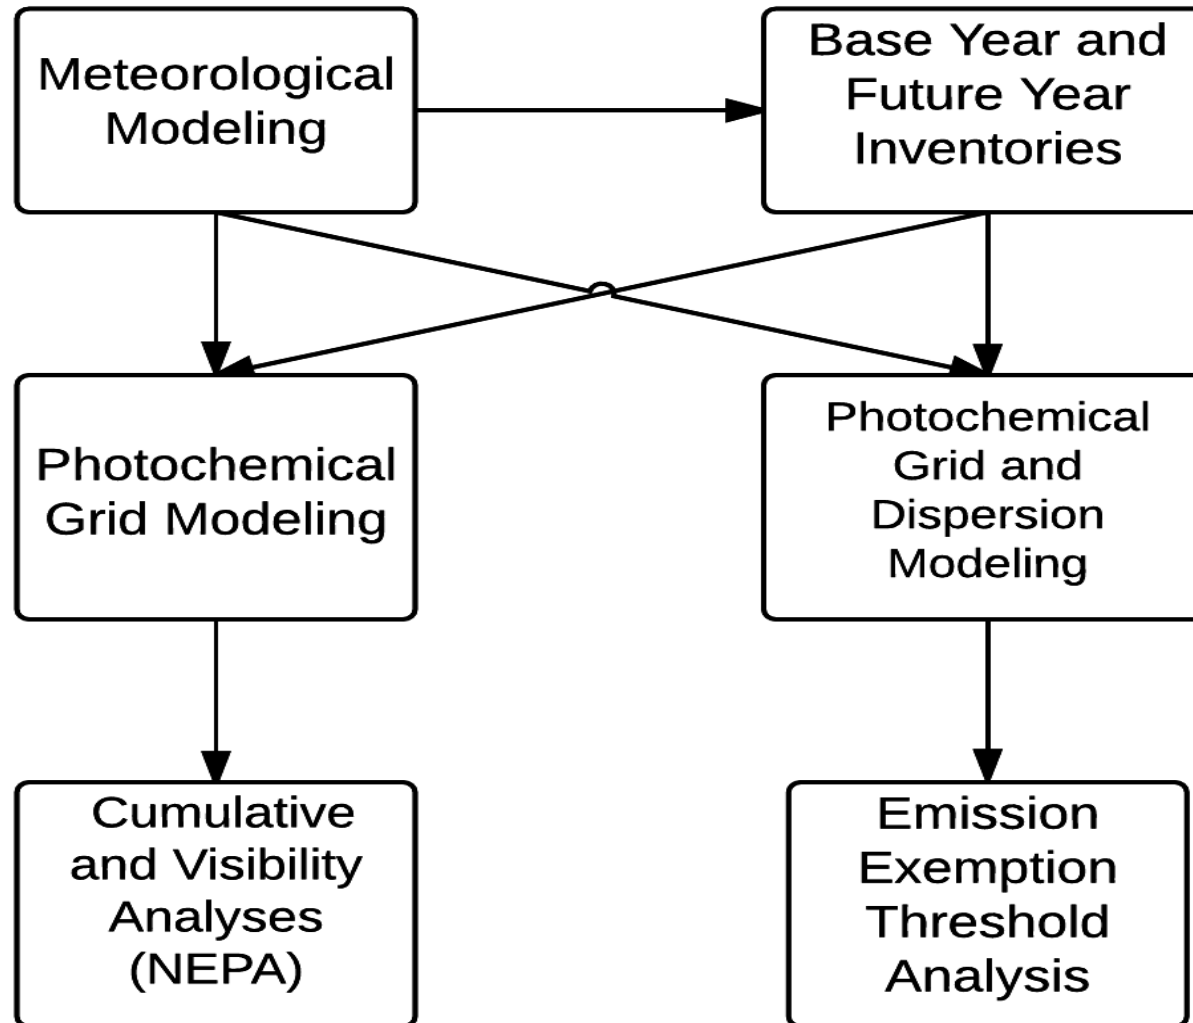 Meteorological
Modeling
Base Year and
Future Year
Inventories
Photochemical
Grid Modeling
Photochemical
Grid and
Dispersion
Modeling
Cumulative
and Visibility
Analyses
(NEPA)
Emission
Exemption
Threshold
Analysis